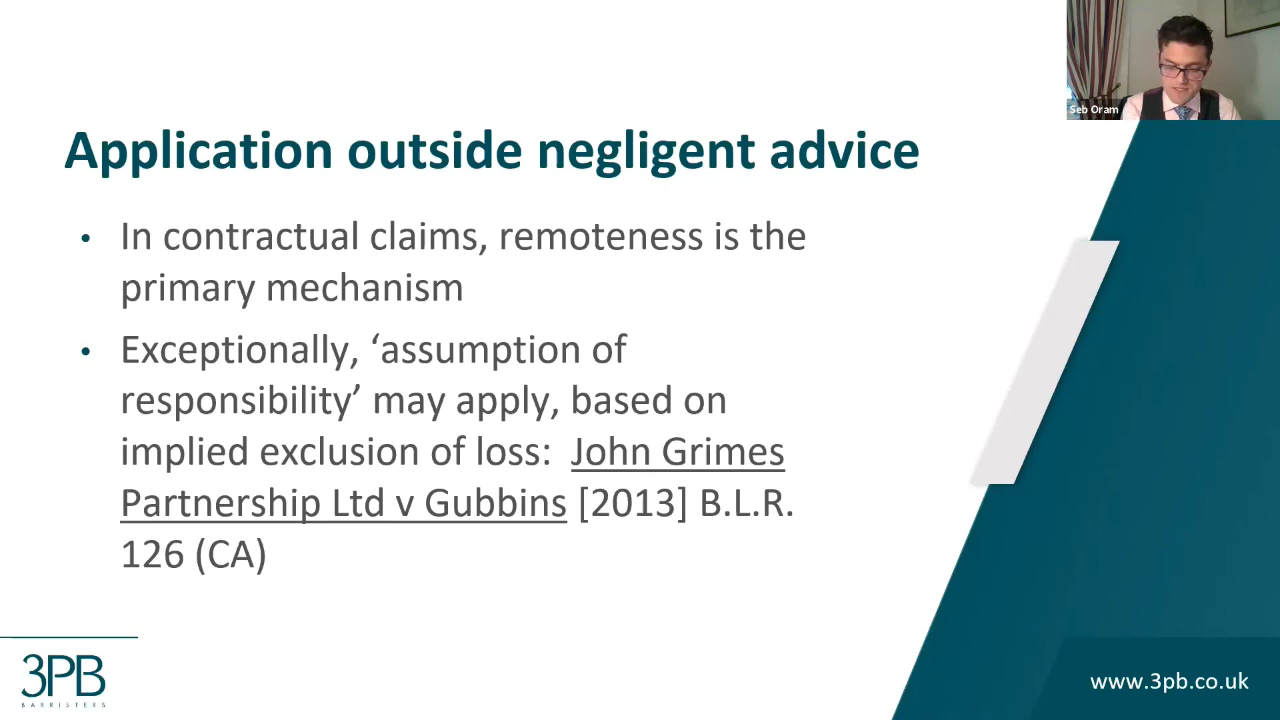 Seb Oram
Application outside negligent advice
• In contractual claims, remoteness is the
primary mechanism
• Exceptionally, ‘assumption of
responsibility’ may apply, based on
implied exclusion of loss: John Grimes
Partnership Ltd v Gubbins [2013] B.L.R.
126 (CA)
3PB
BARRISTERS
www.3pb.co.uk